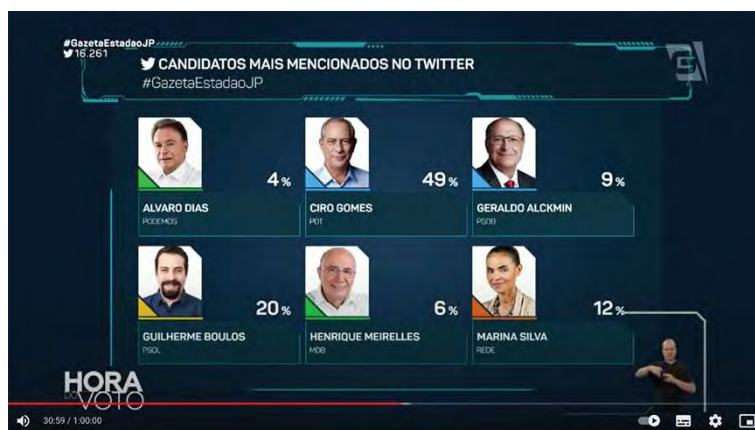 #GazetaEstadaoJP
16.261
CANDIDATOS MAIS MENCIONADOS NO TWITTER
#GazetaEstadaoJP
4%
49%
9%
ALVARO DIAS
CIRO GOMES
GERALDO ALCKMIN
PODEMOS
PDT
PSDB
20%
6%
12%
GUILHERME BOULOS
HENRIQUE MEIRELLES
MARINA SILVA
PSOL
MDB
REDE
HORA
DO VOTO
30:59 / 1:00:00